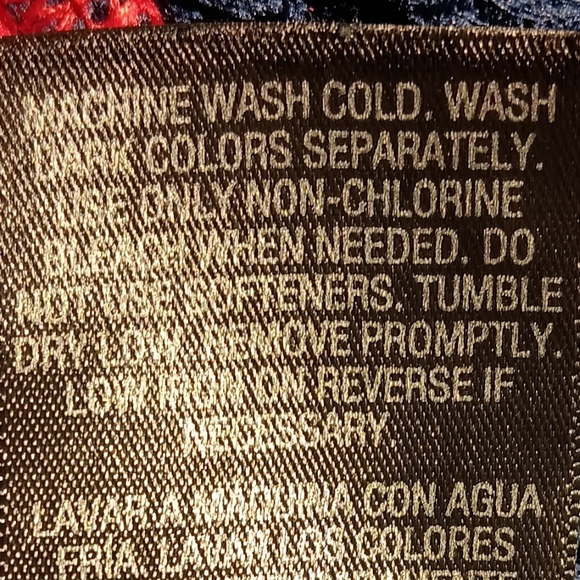 MACHINE WASH COLD. WASH
DARK COLORS SEPARATELY.
USE ONLY NON-CHLORINE
BLEACH WHEN NEEDED. DO
NOT USE SOFTENERS. TUMBLE
DRY LOW. REMOVE PROMPTLY.
LOW IRON ON REVERSE IF
NECESSARY.
LAVAR A MAQUINA CON AGUA
FRIA. LAVAR LOS COLORES